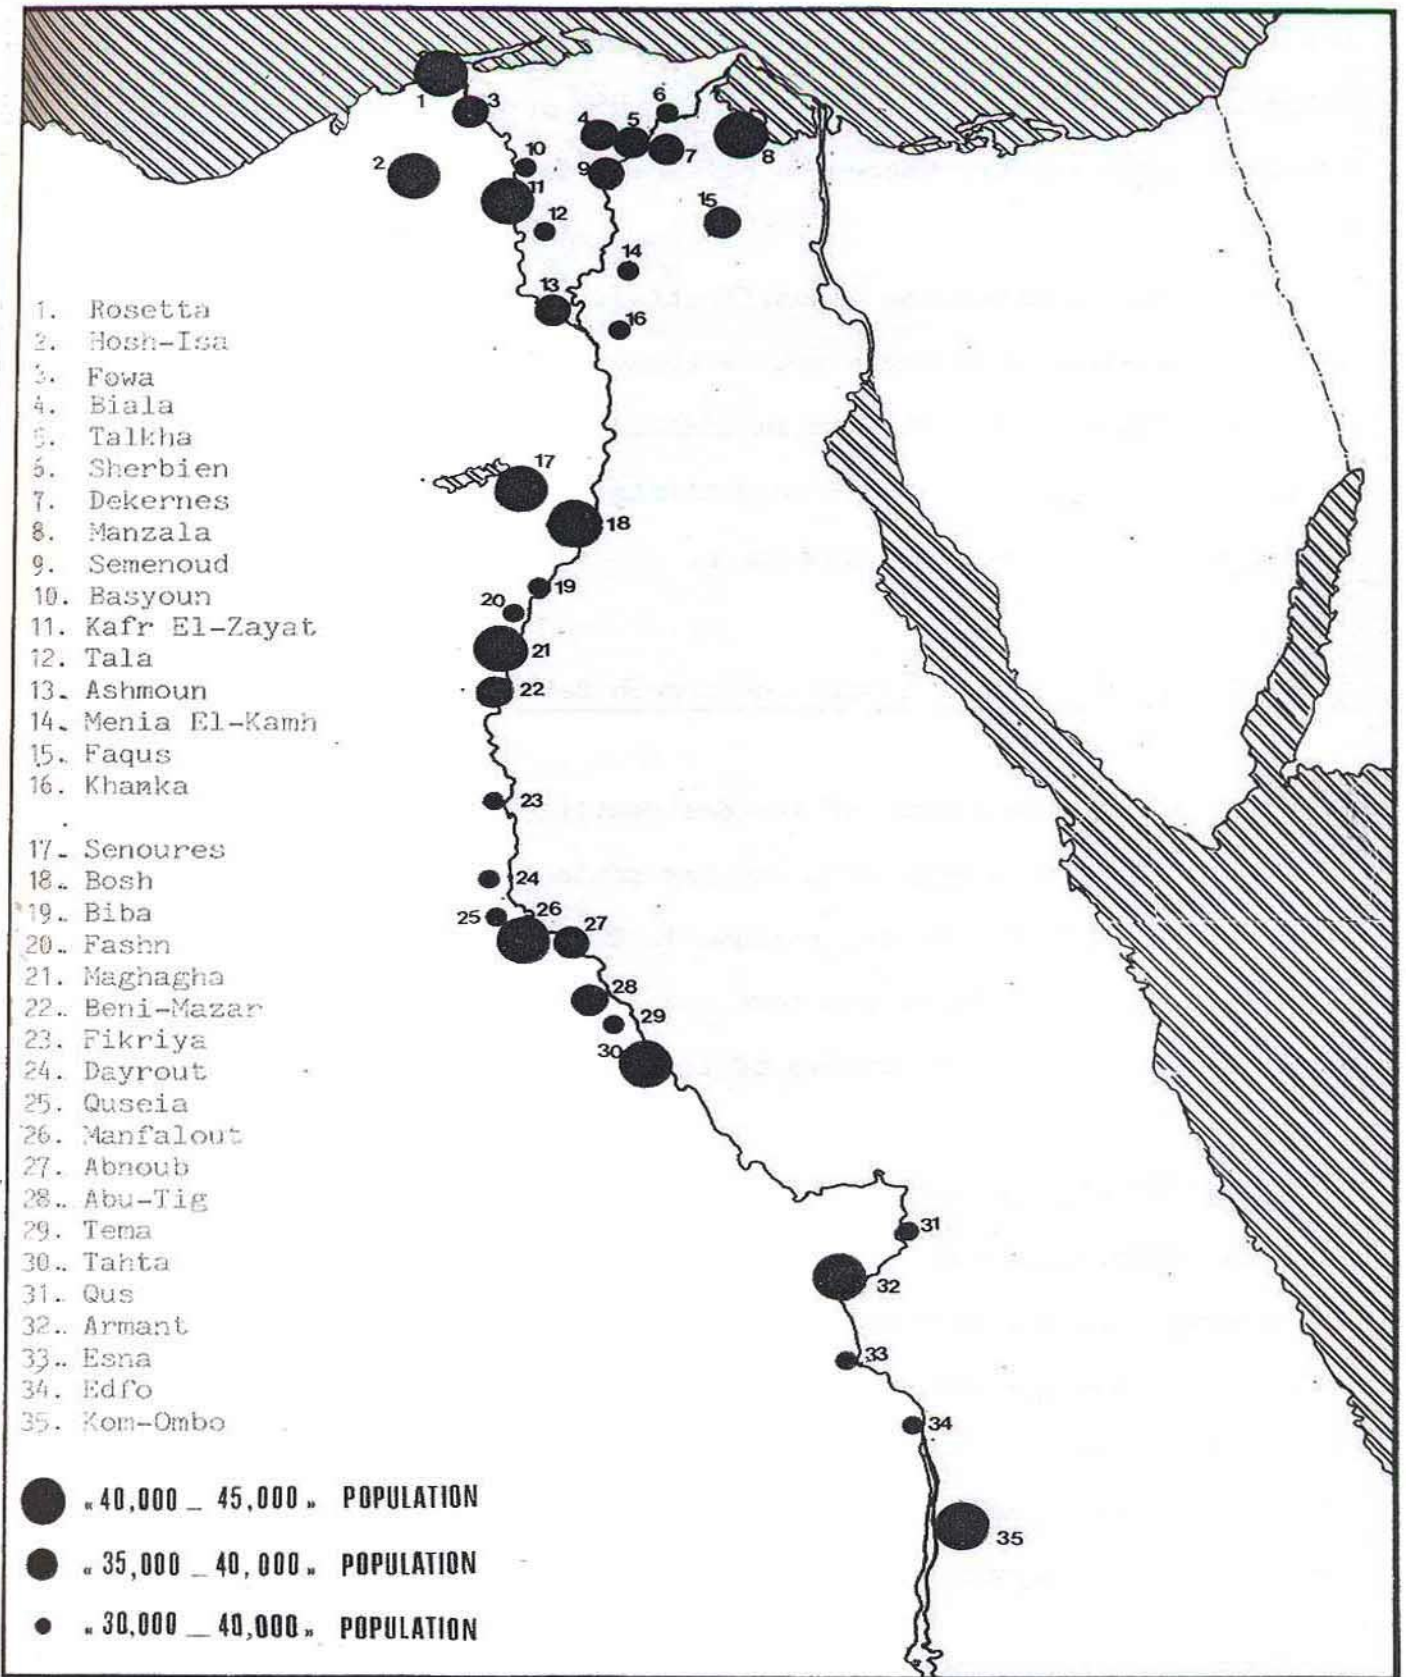 1
2
3
4
5
6
7
8
9
10
11
12
13
14
15
16
17
18
19
20
21
22
23
24
25
26
27
28
29
30
31
32
33
34
35
1. Rosetta
2. Hosh-Isa
3. Fowa
4. Biala
5. Talkha
6. Sherbien
7. Dekernes
8. Manzala
9. Semenoud
10. Basyoun
11. Kafr El-Zayat
12. Tala
13. Ashmoun
14. Menia El-Kamh
15. Faqus
16. Khanka
17. Senoures
18. Bosh
19. Biba
20. Fashn
21. Maghagha
22. Beni-Mazar
23. Fikriya
24. Dayrout
25. Quseia
26. Manfalout
27. Abnoub
28. Abu-Tig
29. Tema
30. Tahta
31. Qus
32. Armant
33. Esna
34. Edfo
35. Kom-Ombo
"40,000 _ 45,000" POPULATION
"35,000 _ 40,000" POPULATION
"30,000 __ 40,000" POPULATION